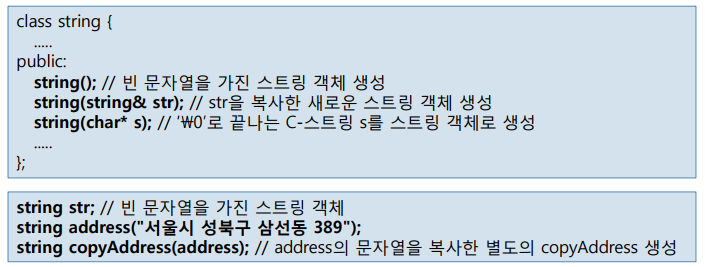 class string {
.....
public:
string(); // 빈 문자열을 가진 스트링 객체 생성
string(string& str); // str을 복사한 새로운 스트링 객체 생성
string(char* s); // '₩0'로 끝나는 C-스트링 s를 스트링 객체로 생성
.....
};
string str; // 빈 문자열을 가진 스트링 객체
string address("서울시 성북구 삼선동 389");
string copyAddress(address); // address의 문자열을 복사한 별도의 copyAddress 생성